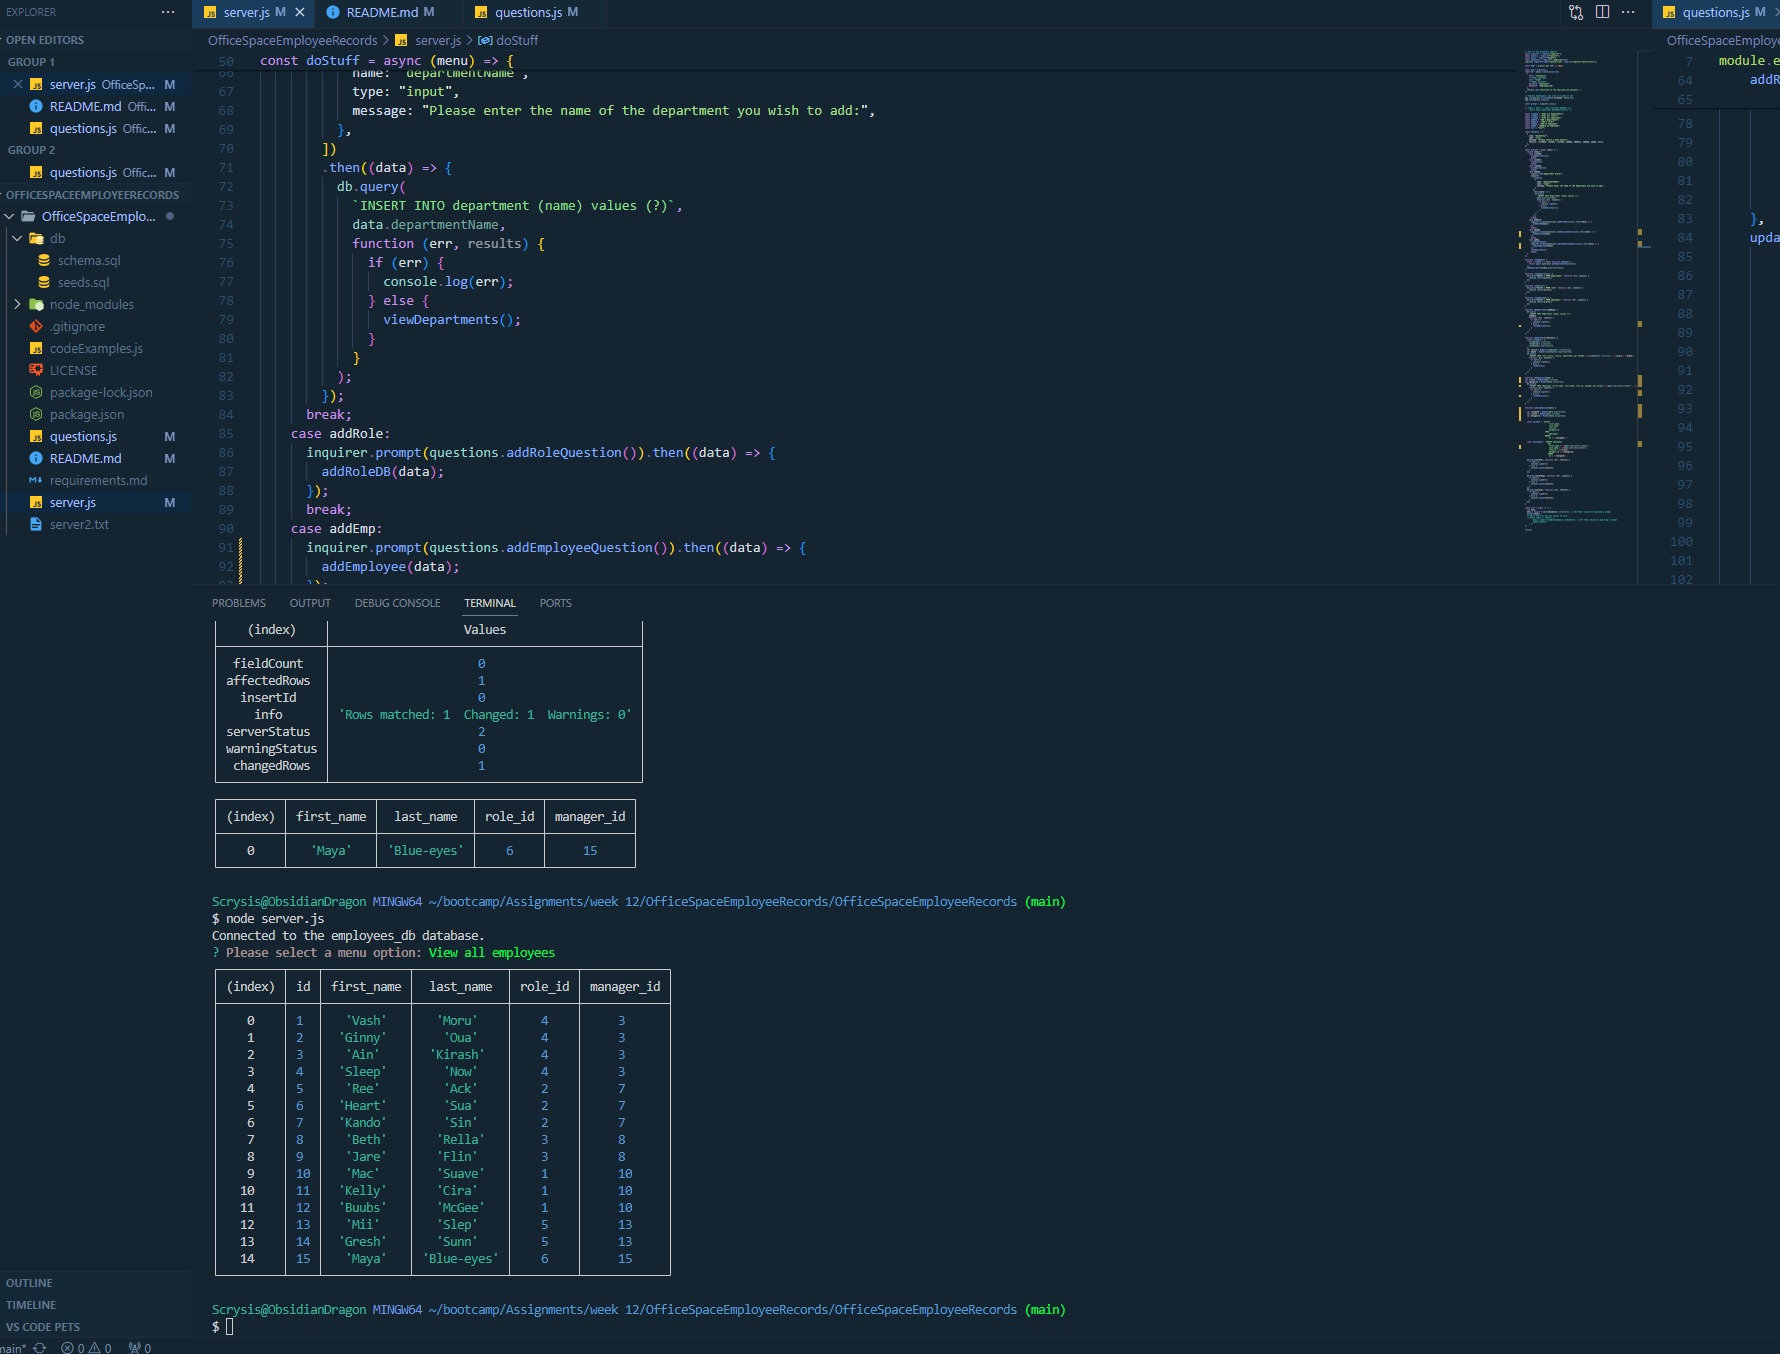 EXPLORER ···
OPEN EDITORS
GROUP 1
server.js OfficeSp... M
README.md Offi... M
questions.js Offic... M
GROUP 2
questions.js Offic... M
OFFICESPACEEMPLOYEERECORDS
OfficeSpaceEmplo...
db
schema.sql
seeds.sql
node_modules
.gitignore
codeExamples.js
LICENSE
package-lock.json
package.json
questions.js M
README.md M
requirements.md
server.js M
server2.txt
OUTLINE
TIMELINE
VS CODE PETS
main* 0 0 0
server.js M README.md M questions.js M
OfficeSpaceEmployeeRecords > server.js > doStuff
50 const doStuff = async (menu) => {
66 name: "departmentName",
67 type: "input",
68 message: "Please enter the name of the department you wish to add:",
69 },
70 ])
71 .then((data) => {
72 db.query(
73 `INSERT INTO department (name) values (?)`,
74 data.departmentName,
75 function (err, results) {
76 if (err) {
77 console.log(err);
78 } else {
79 viewDepartments();
80 }
81 }
82 );
83 });
84 break;
85 case addRole:
86 inquirer.prompt(questions.addRoleQuestion()).then((data) => {
87 addRoleDB(data);
88 });
89 break;
90 case addEmp:
91 inquirer.prompt(questions.addEmployeeQuestion()).then((data) => {
92 addEmployee(data);
93 });
questions.js M
OfficeSpaceEmploye
7 module.e
64 addR
65
78
79
80
81
82
83 },
84 upda
85
86
87
88
89
90
91
92
93
94
95
96
97
98
99
100
101
102
PROBLEMS OUTPUT DEBUG CONSOLE TERMINAL PORTS
(index) Values
fieldCount 0
affectedRows 1
insertId 0
info 'Rows matched: 1 Changed: 1 Warnings: 0'
serverStatus 2
warningStatus 0
changedRows 1
(index) first_name last_name role_id manager_id
0 'Maya' 'Blue-eyes' 6 15
Scrysis@ObsidianDragon MINGW64 ~/bootcamp/Assignments/week 12/OfficeSpaceEmployeeRecords/OfficeSpaceEmployeeRecords (main)
$ node server.js
Connected to the employees_db database.
? Please select a menu option: View all employees
(index) id first_name last_name role_id manager_id
0 1 'Vash' 'Moru' 4 3
1 2 'Ginny' 'Oua' 4 3
2 3 'Ain' 'Kirash' 4 3
3 4 'Sleep' 'Now' 4 3
4 5 'Ree' 'Ack' 2 7
5 6 'Heart' 'Sua' 2 7
6 7 'Kando' 'Sin' 2 7
7 8 'Beth' 'Rella' 3 8
8 9 'Jare' 'Flin' 3 8
9 10 'Mac' 'Suave' 1 10
10 11 'Kelly' 'Cira' 1 10
11 12 'Buubs' 'McGee' 1 10
12 13 'Mii' 'Slep' 5 13
13 14 'Gresh' 'Sunn' 5 13
14 15 'Maya' 'Blue-eyes' 6 15
Scrysis@ObsidianDragon MINGW64 ~/bootcamp/Assignments/week 12/OfficeSpaceEmployeeRecords/OfficeSpaceEmployeeRecords (main)
$